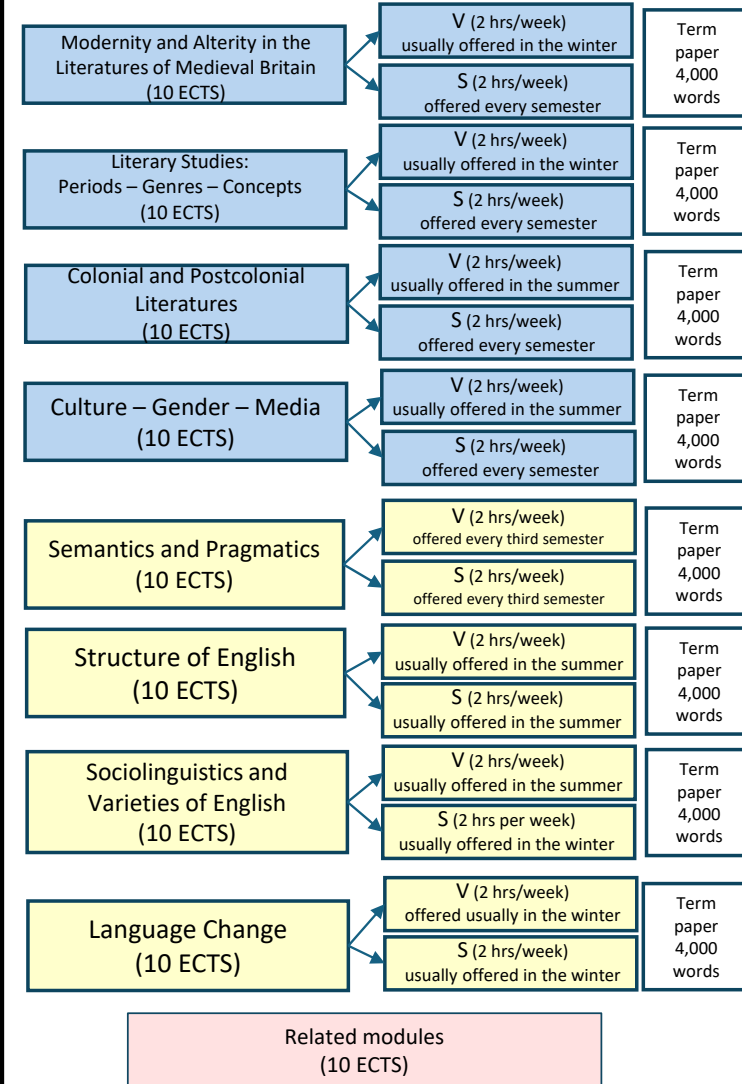 Modernity and Alterity in the
Literatures of Medieval Britain
(10 ECTS)
V (2 hrs/week)
usually offered in the winter
S (2 hrs/week)
offered every semester
Term
paper
4,000
words
Literary Studies:
Periods – Genres – Concepts
(10 ECTS)
V (2 hrs/week)
usually offered in the winter
S (2 hrs/week)
offered every semester
Term
paper
4,000
words
Colonial and Postcolonial
Literatures
(10 ECTS)
V (2 hrs/week)
usually offered in the summer
S (2 hrs/week)
offered every semester
Term
paper
4,000
words
Culture – Gender – Media
(10 ECTS)
V (2 hrs/week)
usually offered in the summer
S (2 hrs/week)
offered every semester
Term
paper
4,000
words
Semantics and Pragmatics
(10 ECTS)
V (2 hrs/week)
offered every third semester
S (2 hrs/week)
offered every third semester
Term
paper
4,000
words
Structure of English
(10 ECTS)
V (2 hrs/week)
usually offered in the summer
S (2 hrs/week)
usually offered in the summer
Term
paper
4,000
words
Sociolinguistics and
Varieties of English
(10 ECTS)
V (2 hrs/week)
usually offered in the summer
S (2 hrs per week)
usually offered in the winter
Term
paper
4,000
words
Language Change
(10 ECTS)
V (2 hrs/week)
offered usually in the winter
S (2 hrs/week)
usually offered in the winter
Term
paper
4,000
words
Related modules
(10 ECTS)